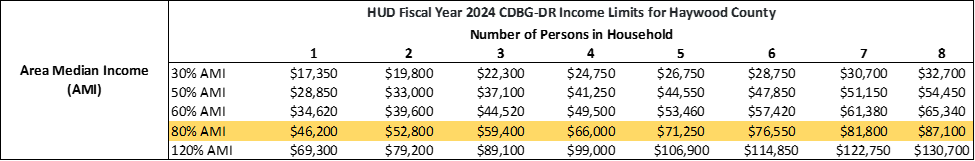 HUD Fiscal Year 2024 CDBG-DR Income Limits for Haywood County
Number of Persons in Household
1 2 3 4 5 6 7 8
Area Median Income
(AMI)
30% AMI $17,350 $19,800 $22,300 $24,750 $26,750 $28,750 $30,700 $32,700
50% AMI $28,850 $33,000 $37,100 $41,250 $44,550 $47,850 $51,150 $54,450
60% AMI $34,620 $39,600 $44,520 $49,500 $53,460 $57,420 $61,380 $65,340
80% AMI $46,200 $52,800 $59,400 $66,000 $71,250 $76,550 $81,800 $87,100
120% AMI $69,300 $79,200 $89,100 $99,000 $106,900 $114,850 $122,750 $130,700